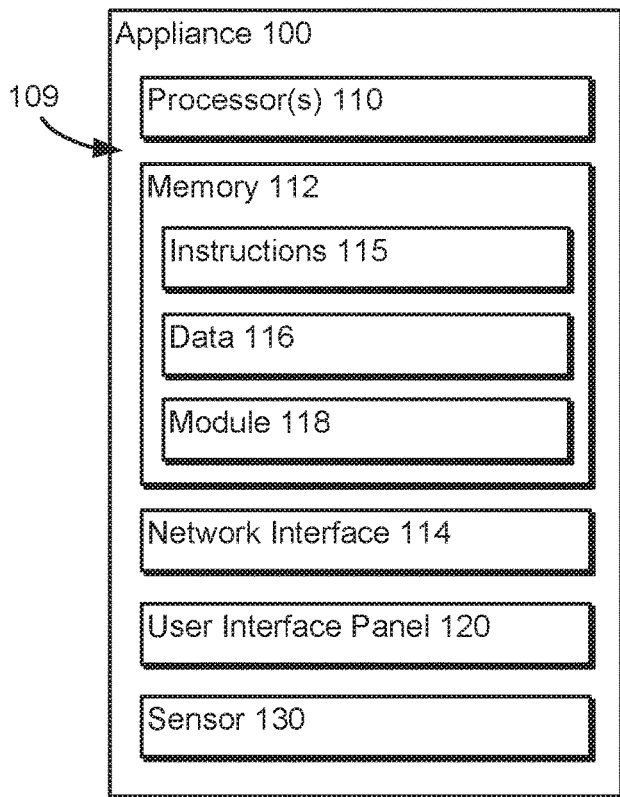 Appliance 100
109
Processor(s) 110
Memory 112
Instructions 115
Data 116
Module 118
Network Interface 114
User Interface Panel 120
Sensor 130